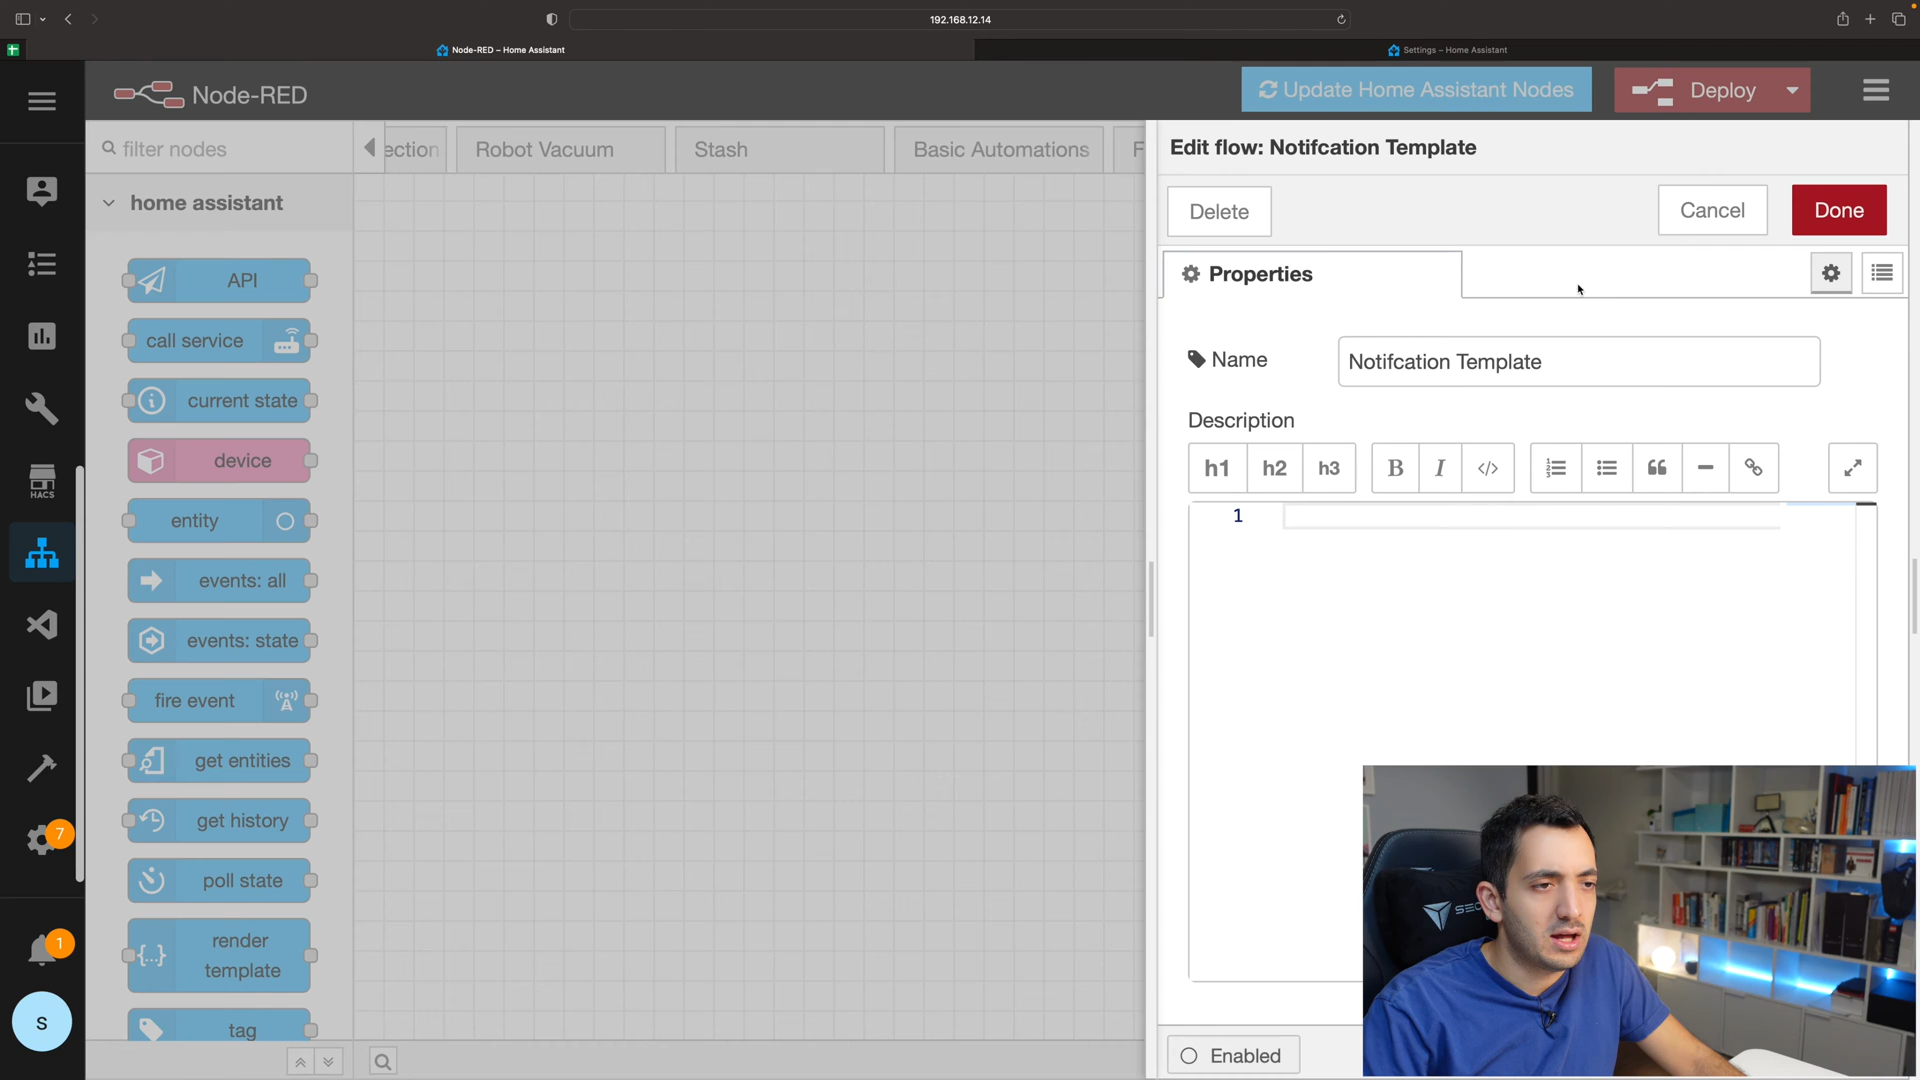 192.168.12.14
Node-RED – Home Assistant
Settings – Home Assistant
Node-RED
Update Home Assistant Nodes
Deploy
filter nodes
ection
Robot Vacuum
Stash
Basic Automations
F
Edit flow: Notifcation Template
Delete
Cancel
Done
home assistant
Properties
API
call service
Name
Notifcation Template
current state
Description
device
h1
h2
h3
B
I
</>
HACS
entity
1
events: all
events: state
fire event
get entities
get history
7
poll state
render
template
1
S
tag
Enabled